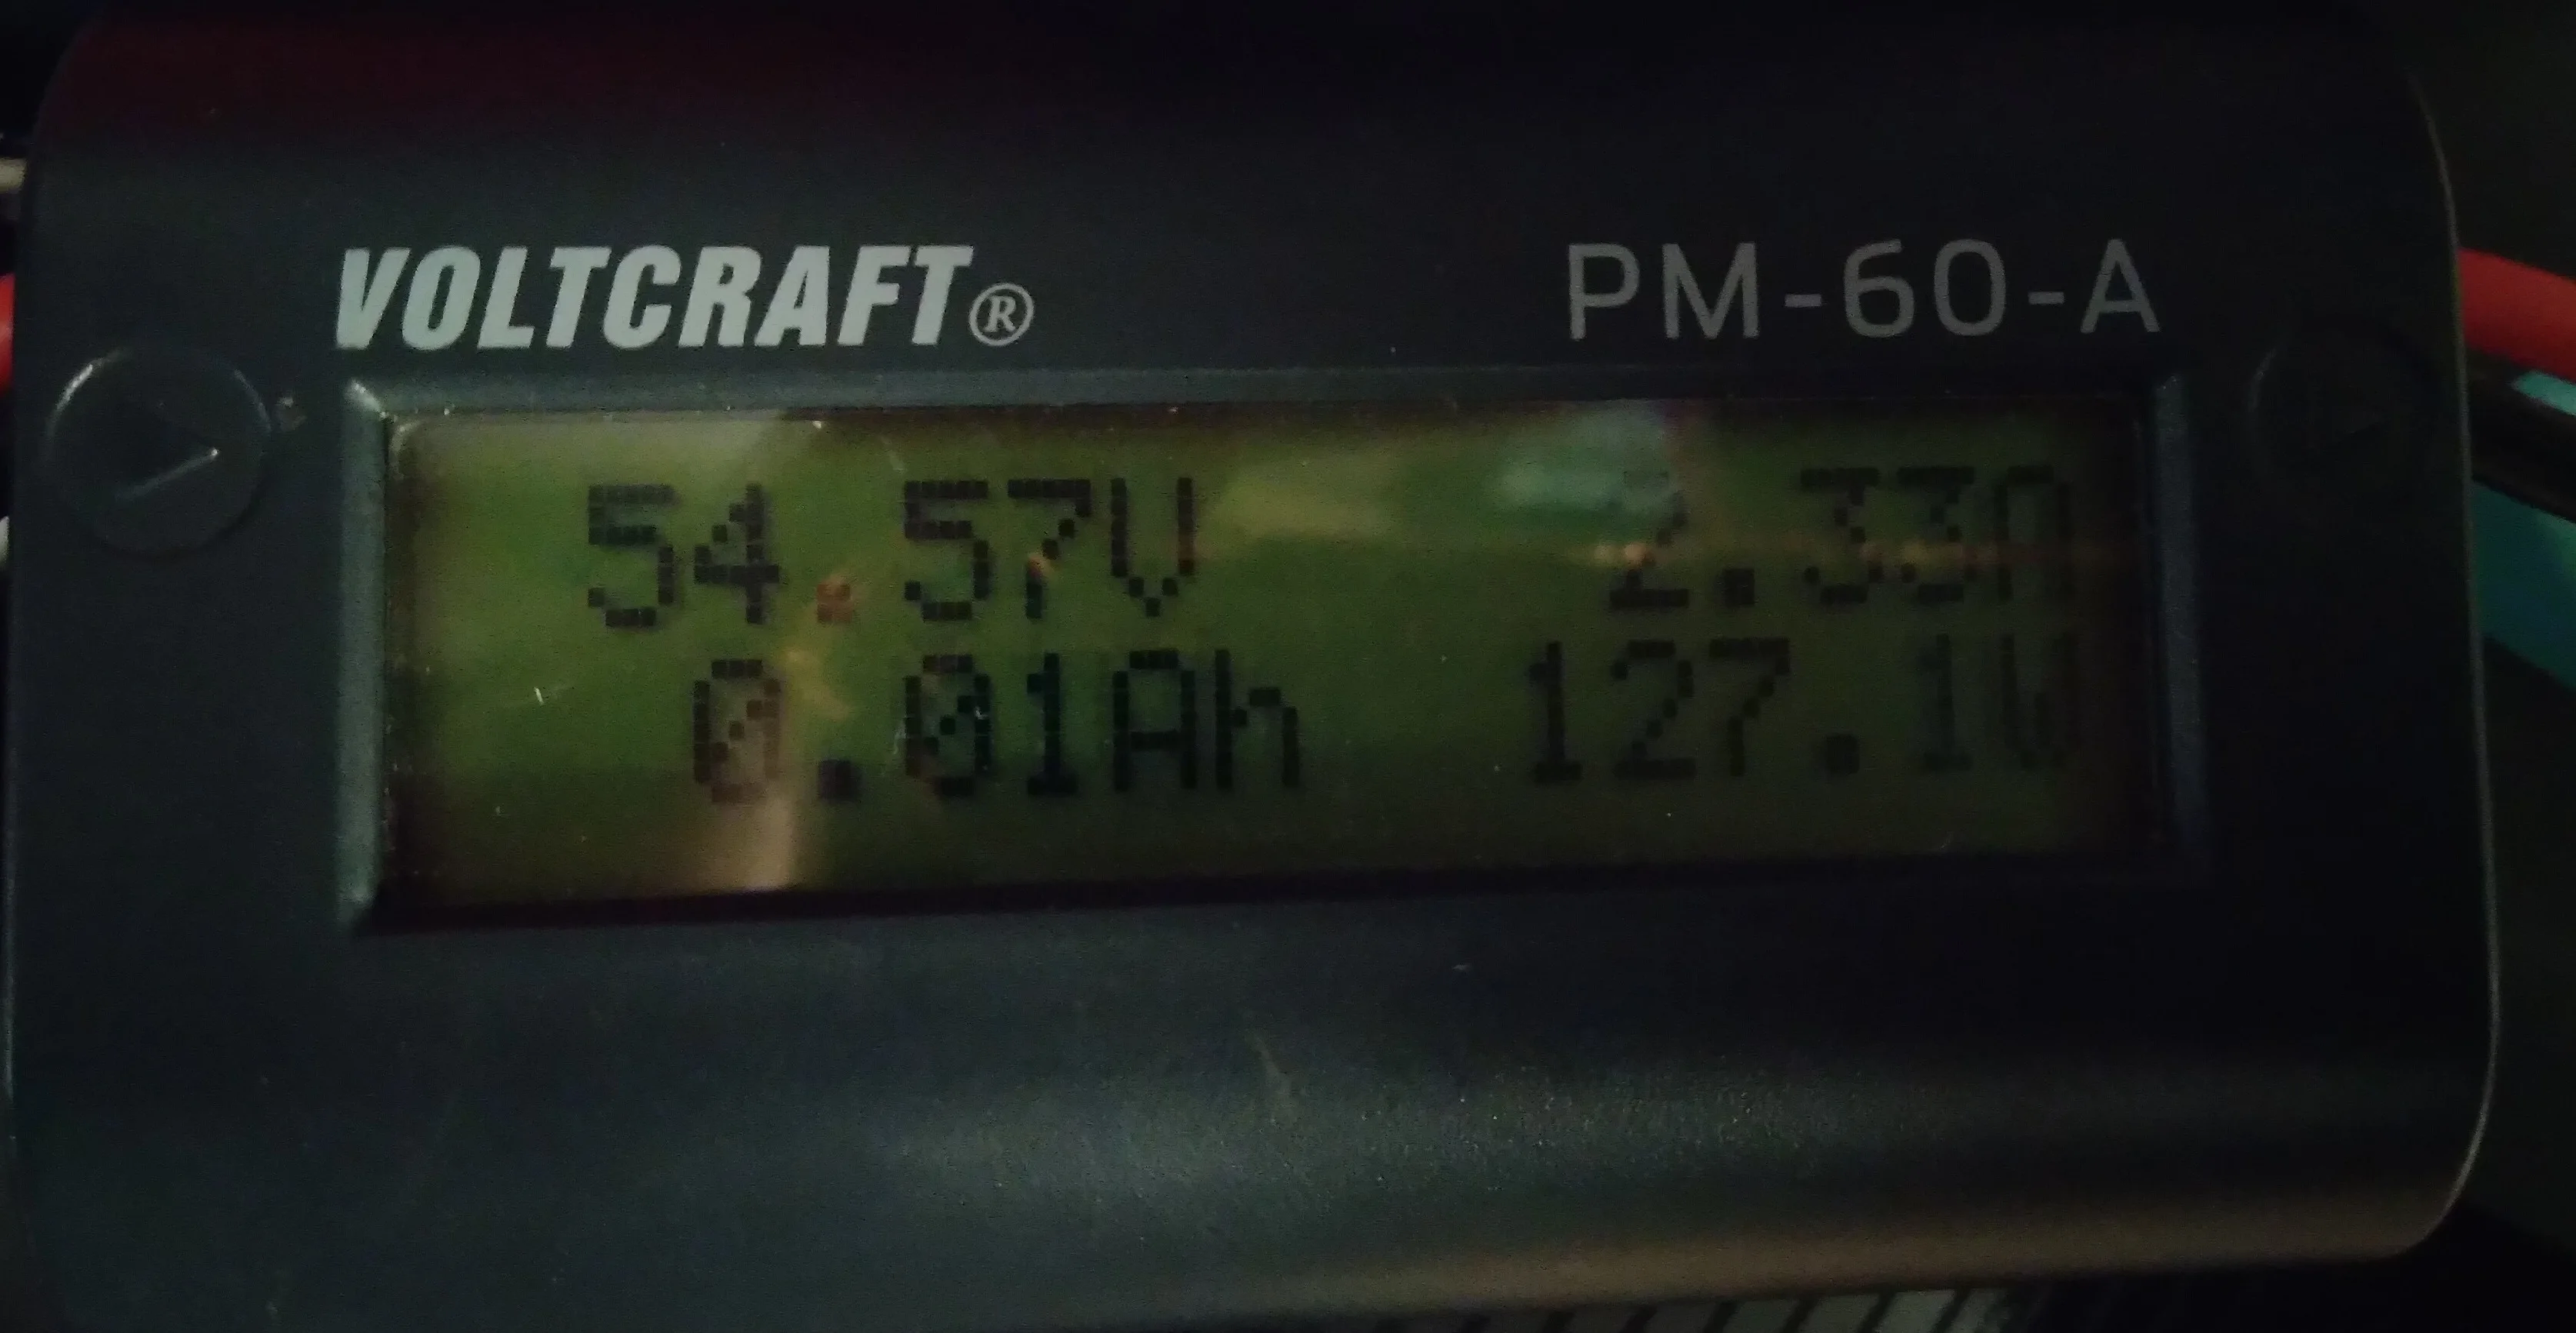 VOLTCRAFT® PM-60-A
54.57V 2.33A
0.01Ah 127.1W